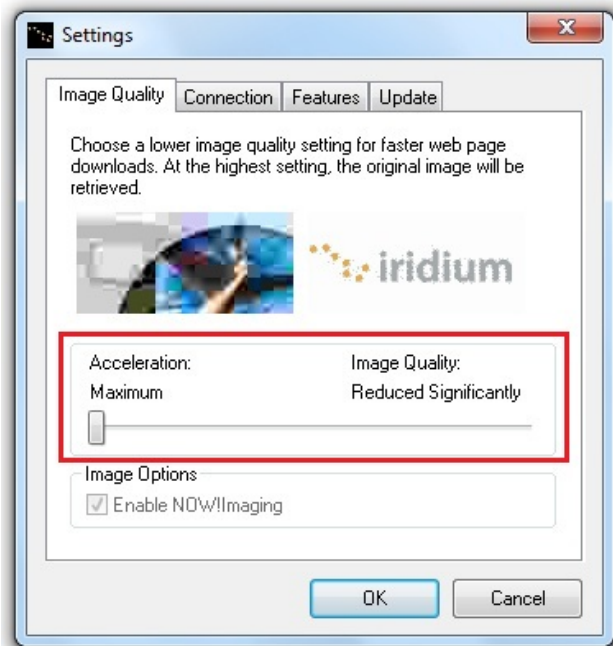 Settings
Image Quality Connection Features Update
Choose a lower image quality setting for faster web page
downloads. At the highest setting, the original image will be
retrieved.
iridium
Acceleration: Image Quality:
Maximum Reduced Significantly
Image Options
Enable NOW!Imaging
OK Cancel